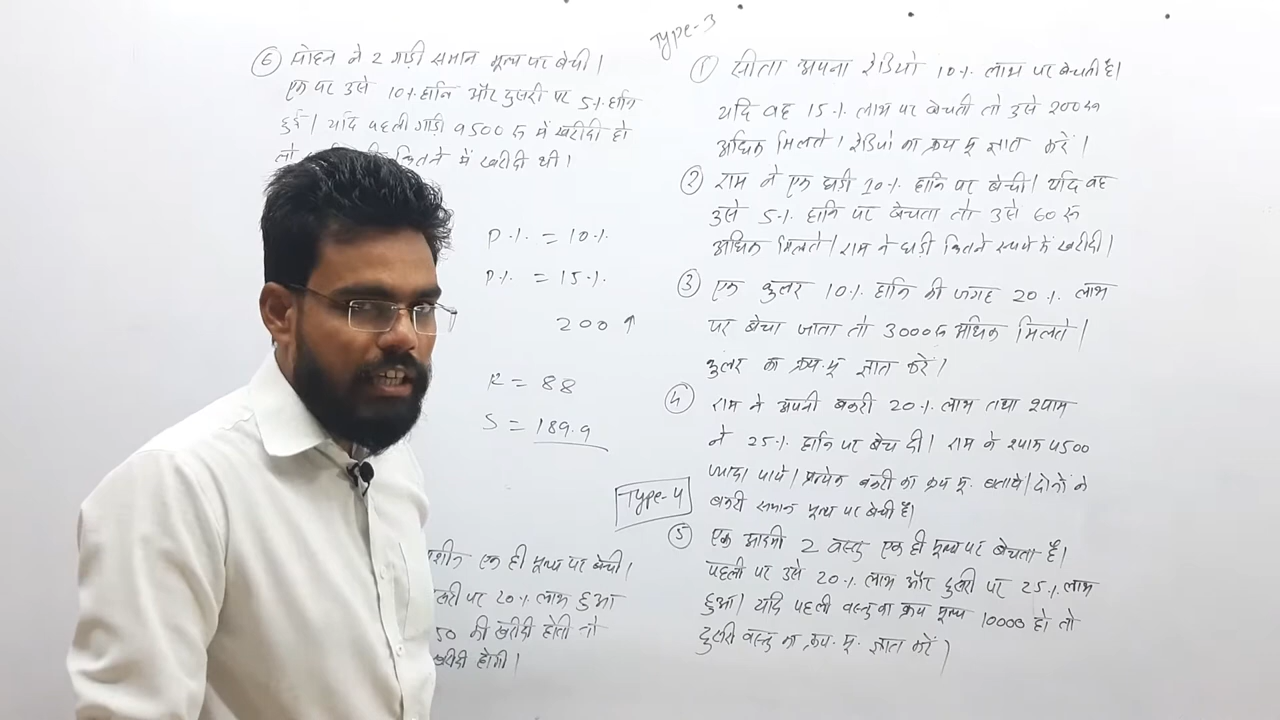 Type-3
⑥ मोहन ने 2 गाड़ी समान मूल्य पर बेची।
एक पर उसे 10% हानि और दुसरी पर 5% हानि
हुई। यदि पहली गाड़ी 9500 रु में खरीदी हो
तो कितने में खरीदी थी।
P% = 10%
P% = 15%
200 ↑
R = 88
S = 189.9
एक ही मूल्य पर बेची।
पर 20% लाभ हुआ
50 की खरीदी होती तो
खरीदी होगी।
① सीता अपना रेडियो 10% लाभ पर बेचती है।
यदि वह 15% लाभ पर बेचती तो उसे 200 रु
अधिक मिलते। रेडियो का क्रय मू ज्ञात करें।
② राम ने एक घड़ी 20% हानि पर बेची। यदि वह
उसे 5% हानि पर बेचता तो उसे 60 रु
अधिक मिलते। राम ने घड़ी कितने रूपये में खरीदी।
③ एक कुलर 10% हानि की जगह 20% लाभ
पर बेचा जाता तो 3000 रु अधिक मिलते।
कुलर का क्रय-मू ज्ञात करें।
④ राम ने अपनी बकरी 20% लाभ तथा श्याम
ने 25% हानि पर बेच दी। राम ने श्याम
ज्यादा पाये। प्रत्येक बकरी का क्रय मू. बताये। दोनों ने
बकरी समान मूल्य पर बेची है।
Type-4
⑤ एक आदमी 2 वस्तु एक ही मूल्य पर बेचता है।
पहली पर उसे 20% लाभ और दुसरी पर 25% लाभ
हुआ। यदि पहली वस्तु का क्रय मूल्य 10000 हो तो
दुसरी वस्तु का क्रय. मू. ज्ञात करें।